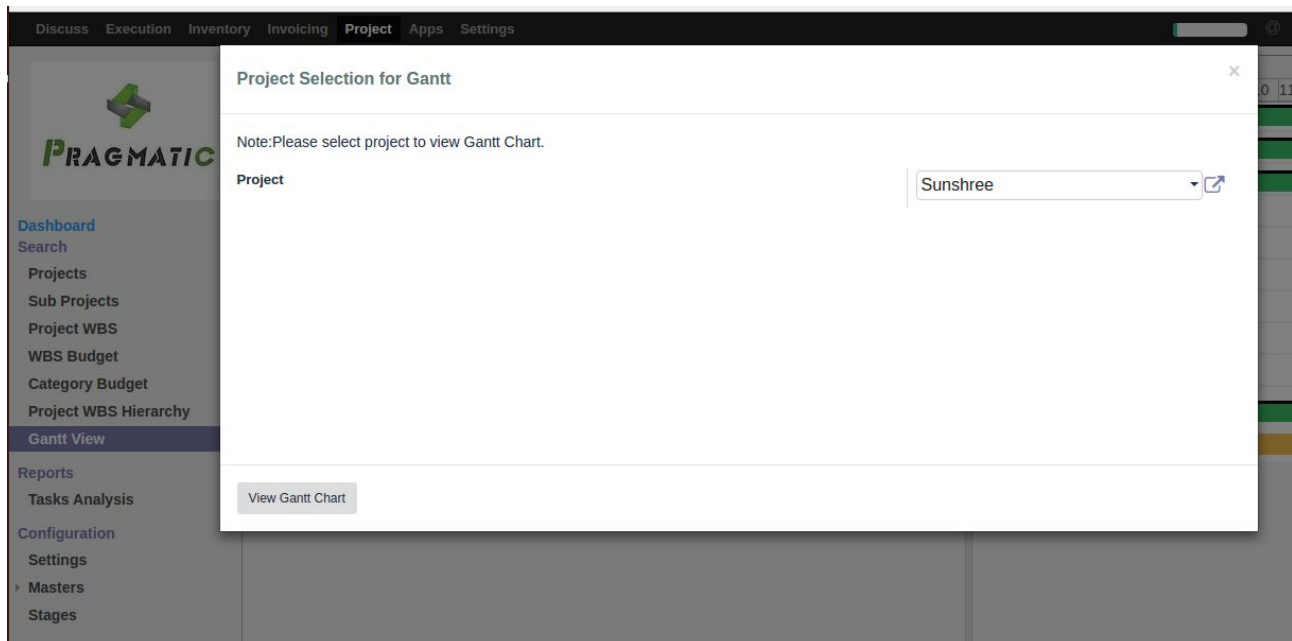 Discuss Execution Inventory Invoicing Project Apps Settings @
Project Selection for Gantt ×
PRAGMATIC
Note:Please select project to view Gantt Chart.
Project Sunshree
Dashboard
Search
Projects
Sub Projects
Project WBS
WBS Budget
Category Budget
Project WBS Hierarchy
Gantt View
Reports
Tasks Analysis
View Gantt Chart
Configuration
Settings
Masters
Stages